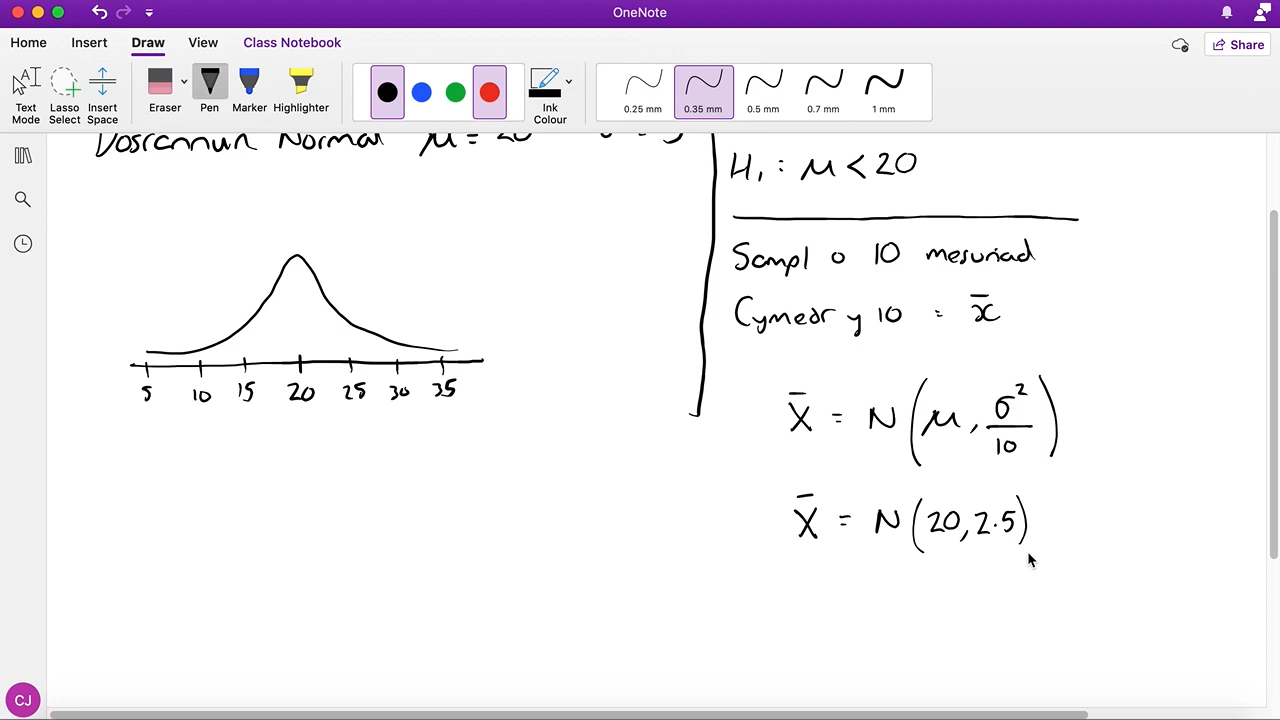 OneNote
Home Insert Draw View Class Notebook Share
Text Mode Lasso Select Insert Space Eraser Pen Marker Highlighter Ink Colour 0.25 mm 0.35 mm 0.5 mm 0.7 mm 1 mm
Normal μ = 20
5 10 15 20 25 30 35
H₁ : μ < 20
Sampl o 10 mesuriad
Cymedr y 10 = x̄
X̄ = N(μ, σ²/10)
X̄ = N(20, 2.5)
CJ